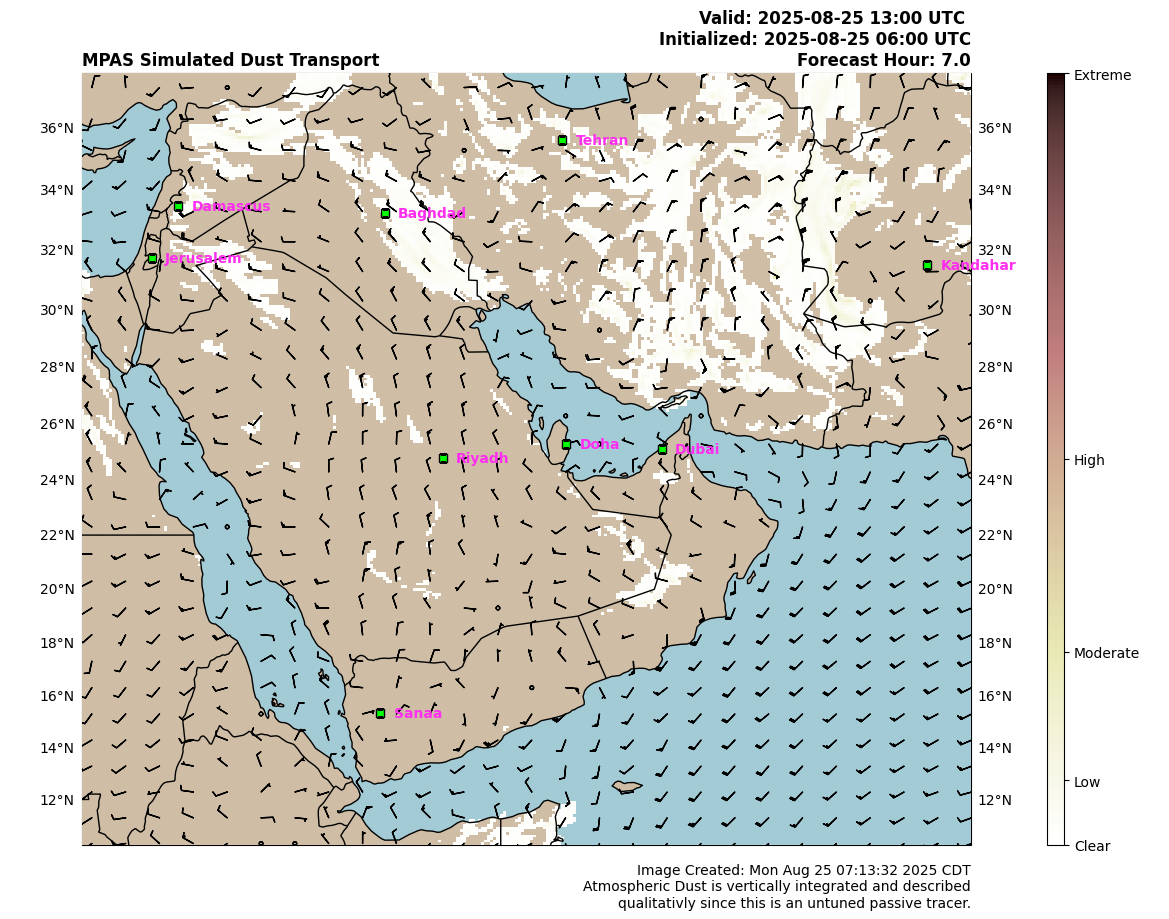 Valid: 2025-08-25 13:00 UTC
Initialized: 2025-08-25 06:00 UTC
MPAS Simulated Dust Transport
Forecast Hour: 7.0
Extreme
36°N
Tehran
36°N
34°N
Damascus
Baghdad
34°N
32°N
Jerusalem
Kandahar
32°N
30°N
30°N
28°N
28°N
26°N
26°N
Doha
Dubai
Riyadh
High
24°N
24°N
22°N
22°N
20°N
20°N
18°N
18°N
Moderate
16°N
16°N
Sanaa
14°N
14°N
12°N
12°N
Low
Clear
Image Created: Mon Aug 25 07:13:32 2025 CDT
Atmospheric Dust is vertically integrated and described
qualitativly since this is an untuned passive tracer.